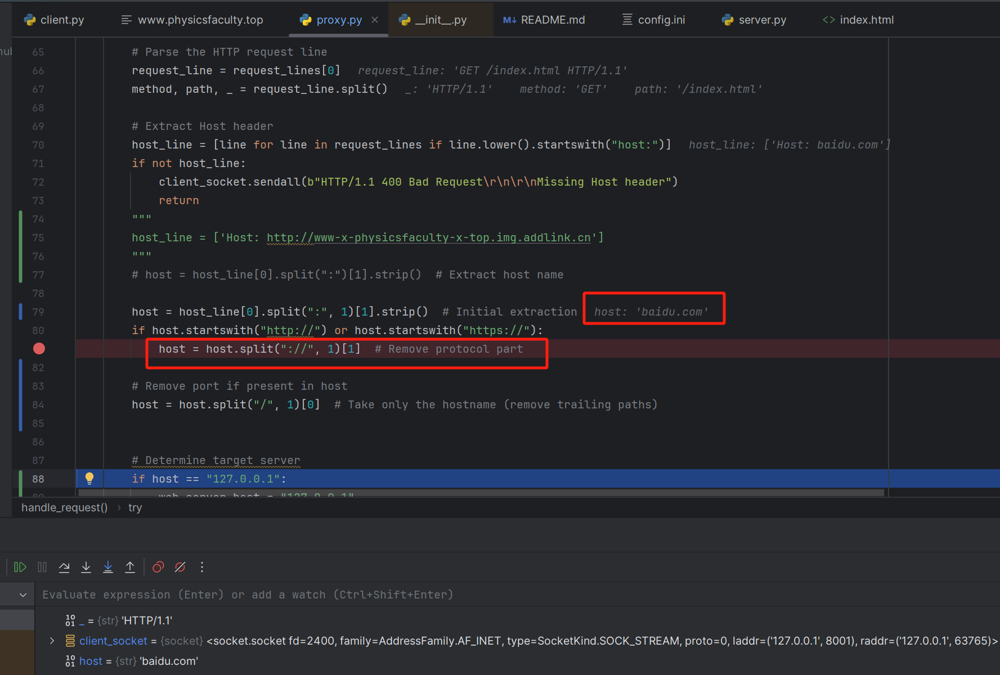 client.py www.physicsfaculty.top proxy.py × __init__.py M↓ README.md config.ini server.py <> index.html
65 # Parse the HTTP request line
66 request_line = request_lines[0] request_line: 'GET /index.html HTTP/1.1'
67 method, path, _ = request_line.split() _: 'HTTP/1.1' method: 'GET' path: '/index.html'
68
69 # Extract Host header
70 host_line = [line for line in request_lines if line.lower().startswith("host:")] host_line: ['Host: baidu.com']
71 if not host_line:
72 client_socket.sendall(b"HTTP/1.1 400 Bad Request\r\n\r\nMissing Host header")
73 return
74 """
75 host_line = ['Host: http://www-x-physicsfaculty-x-top.img.addlink.cn']
76 """
77 # host = host_line[0].split(":")[1].strip() # Extract host name
78
79 host = host_line[0].split(":", 1)[1].strip() # Initial extraction host: 'baidu.com'
80 if host.startswith("http://") or host.startswith("https://"):
host = host.split("://", 1)[1] # Remove protocol part
82
83 # Remove port if present in host
84 host = host.split("/", 1)[0] # Take only the hostname (remove trailing paths)
85
86
87 # Determine target server
88 if host == "127.0.0.1":
handle_request() › try
Evaluate expression (Enter) or add a watch (Ctrl+Shift+Enter)
_ = {str} 'HTTP/1.1'
client_socket = {socket} <socket.socket fd=2400, family=AddressFamily.AF_INET, type=SocketKind.SOCK_STREAM, proto=0, laddr=('127.0.0.1', 8001), raddr=('127.0.0.1', 63765)>
host = {str} 'baidu.com'